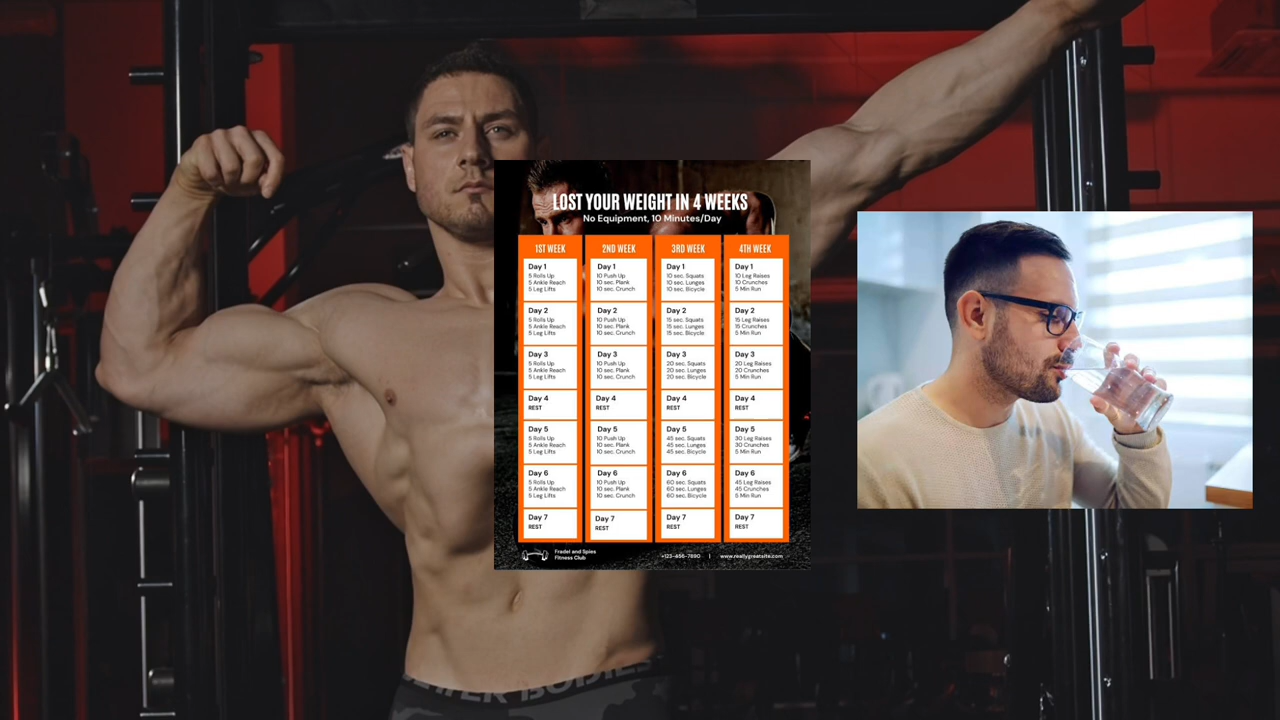 LOST YOUR WEIGHT IN 4 WEEKS
No Equipment, 10 Minutes/Day
1ST WEEK
Day 1
5 Rolls Up
5 Ankle Reach
5 Leg Lifts
Day 2
5 Rolls Up
5 Ankle Reach
5 Leg Lifts
Day 3
5 Rolls Up
5 Ankle Reach
5 Leg Lifts
Day 4
REST
Day 5
5 Rolls Up
5 Ankle Reach
5 Leg Lifts
Day 6
5 Rolls Up
5 Ankle Reach
5 Leg Lifts
Day 7
REST
2ND WEEK
Day 1
10 Push Up
10 sec. Plank
10 sec. Crunch
Day 2
10 Push Up
10 sec. Plank
10 sec. Crunch
Day 3
10 Push Up
10 sec. Plank
10 sec. Crunch
Day 4
REST
Day 5
10 Push Up
10 sec. Plank
10 sec. Crunch
Day 6
10 Push Up
10 sec. Plank
10 sec. Crunch
Day 7
REST
3RD WEEK
Day 1
10 sec. Squats
10 sec. Lunges
10 sec. Bicycle
Day 2
15 sec. Squats
15 sec. Lunges
15 sec. Bicycle
Day 3
20 sec. Squats
20 sec. Lunges
20 sec. Bicycle
Day 4
REST
Day 5
45 sec. Squats
45 sec. Lunges
45 sec. Bicycle
Day 6
60 sec. Squats
60 sec. Lunges
60 sec. Bicycle
Day 7
REST
4TH WEEK
Day 1
10 Leg Raises
10 Crunches
5 Min Run
Day 2
15 Leg Raises
15 Crunches
5 Min Run
Day 3
20 Leg Raises
20 Crunches
5 Min Run
Day 4
REST
Day 5
30 Leg Raises
30 Crunches
5 Min Run
Day 6
45 Leg Raises
45 Crunches
5 Min Run
Day 7
REST
Fradel and Spies
Fitness Club
+123-456-7890 | www.reallygreatsite.com
BODIES